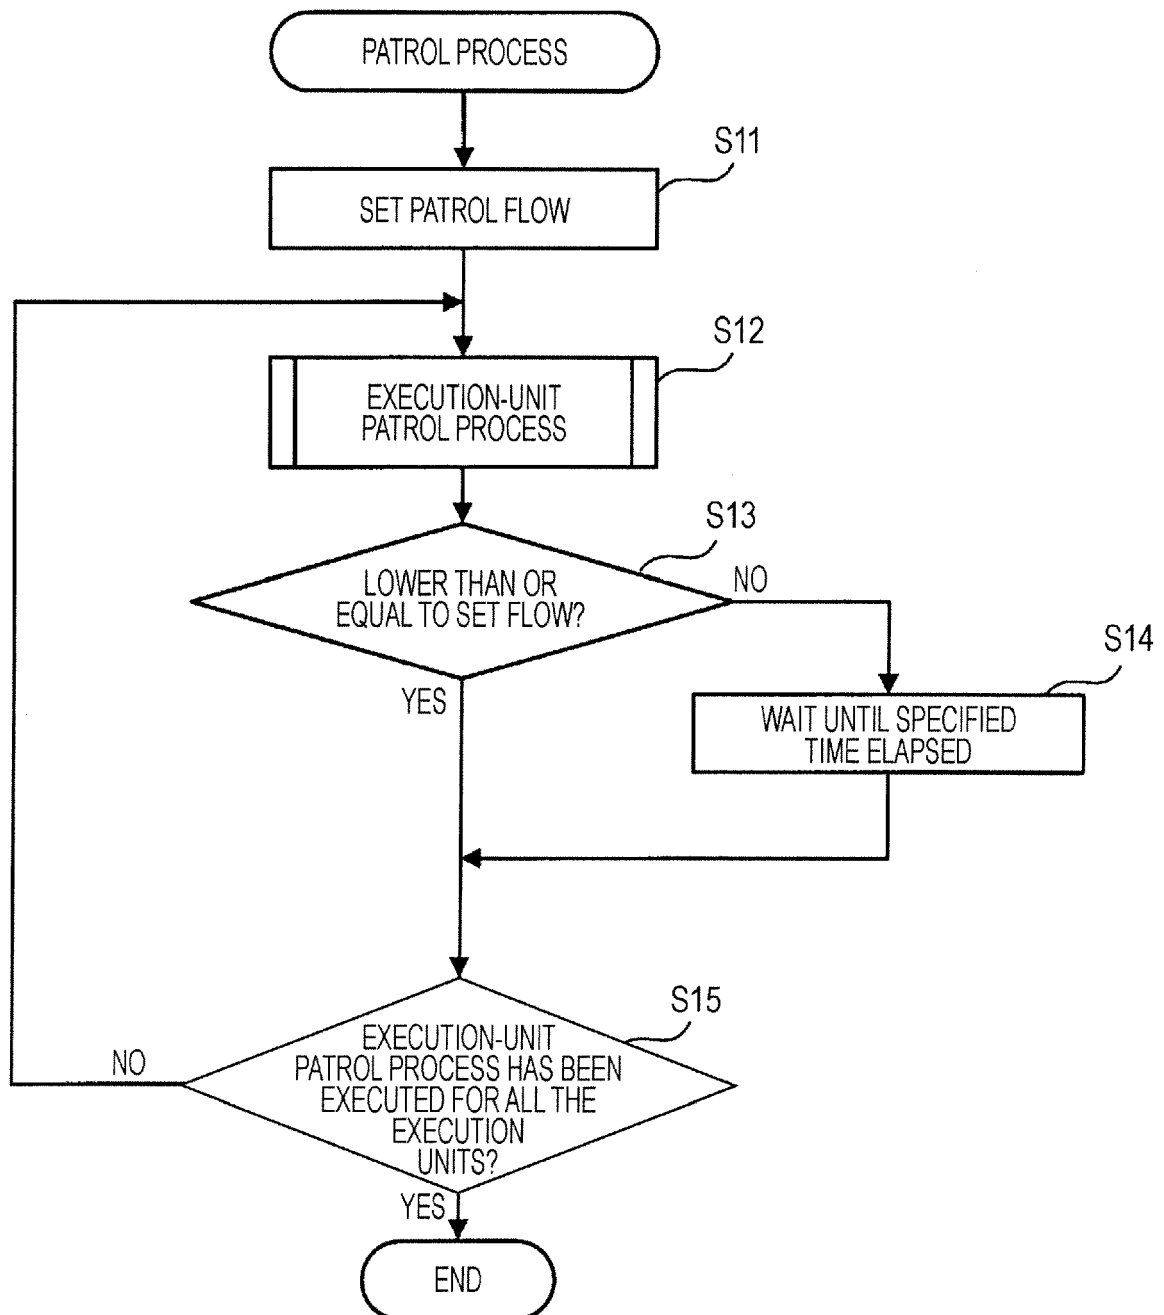 PATROL PROCESS
S11
SET PATROL FLOW
S12
EXECUTION-UNIT
PATROL PROCESS
S13
LOWER THAN OR
EQUAL TO SET FLOW?
NO
YES
S14
WAIT UNTIL SPECIFIED
TIME ELAPSED
S15
EXECUTION-UNIT
PATROL PROCESS HAS BEEN
EXECUTED FOR ALL THE
EXECUTION
UNITS?
NO
YES
END